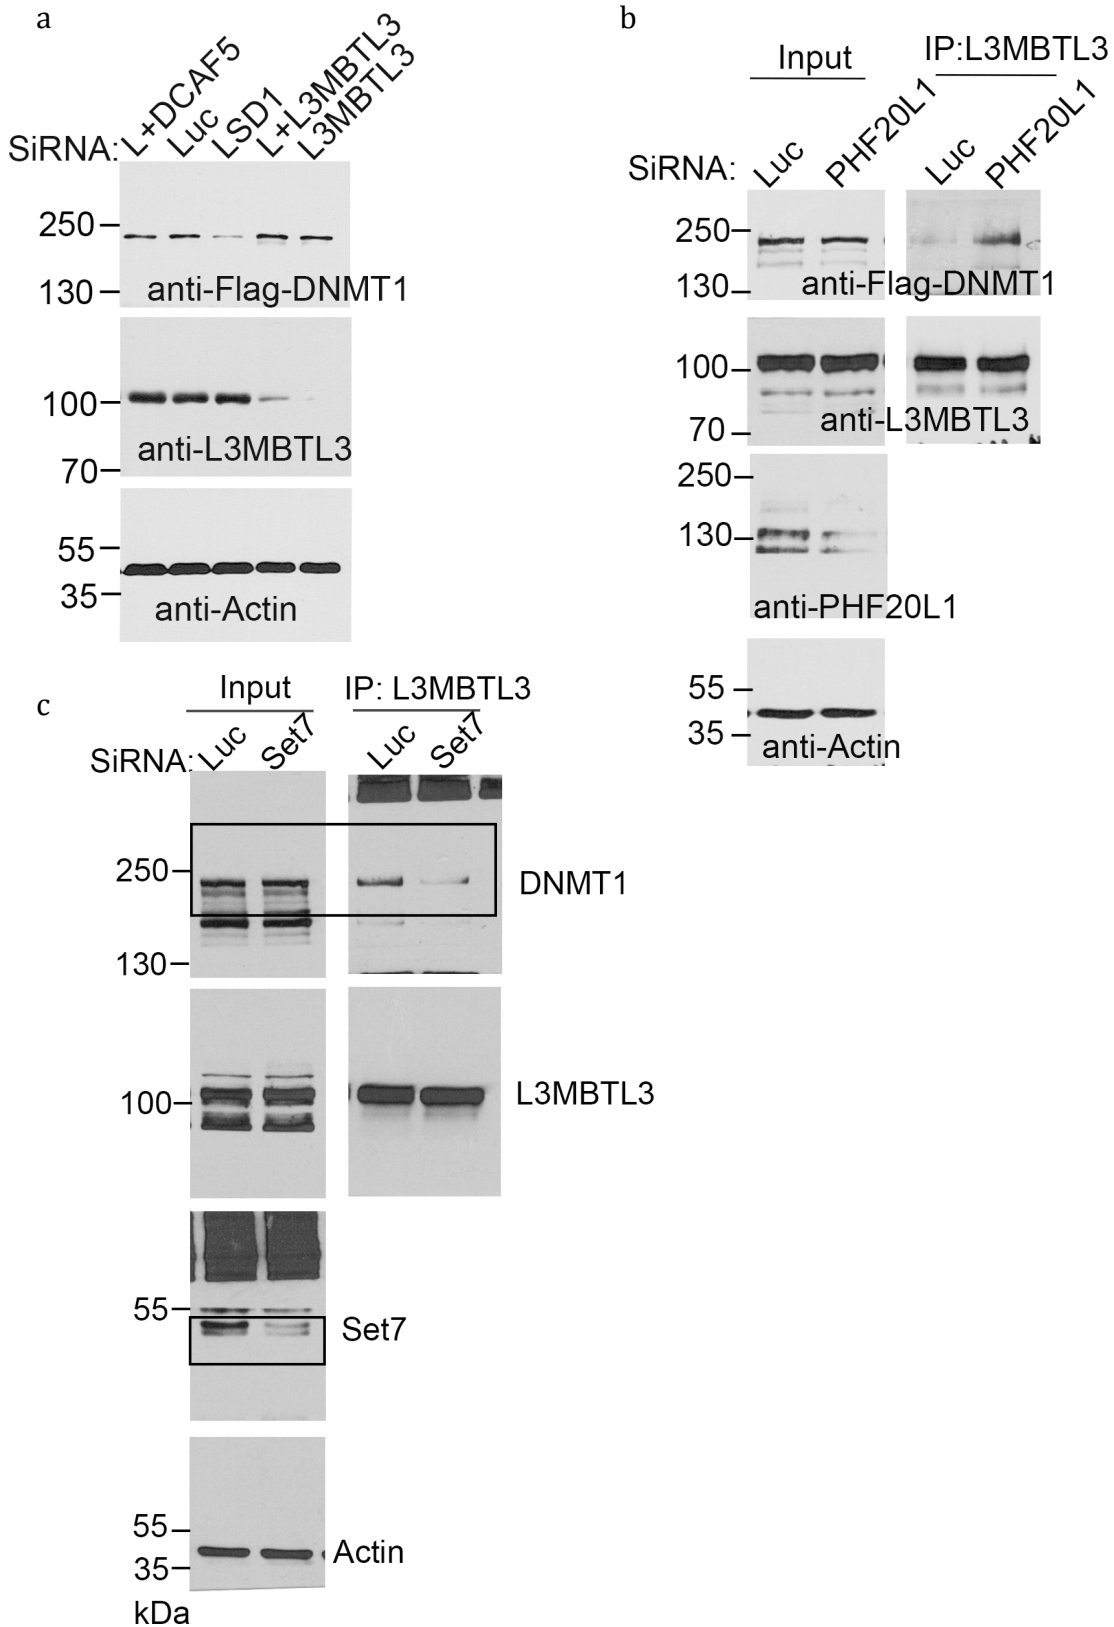 a
SiRNA: L+DCAF5 Luc LSD1 L+L3MBTL3 L3MBTL3
250
130
anti-Flag-DNMT1
100
anti-L3MBTL3
70
55
35
anti-Actin
b
Input IP:L3MBTL3
SiRNA: Luc PHF20L1 Luc PHF20L1
250
130
anti-Flag-DNMT1
100
anti-L3MBTL3
70
250
130
anti-PHF20L1
55
35
anti-Actin
c
Input IP: L3MBTL3
SiRNA: Luc Set7 Luc Set7
250
DNMT1
130
100
L3MBTL3
55
Set7
55
Actin
35
kDa